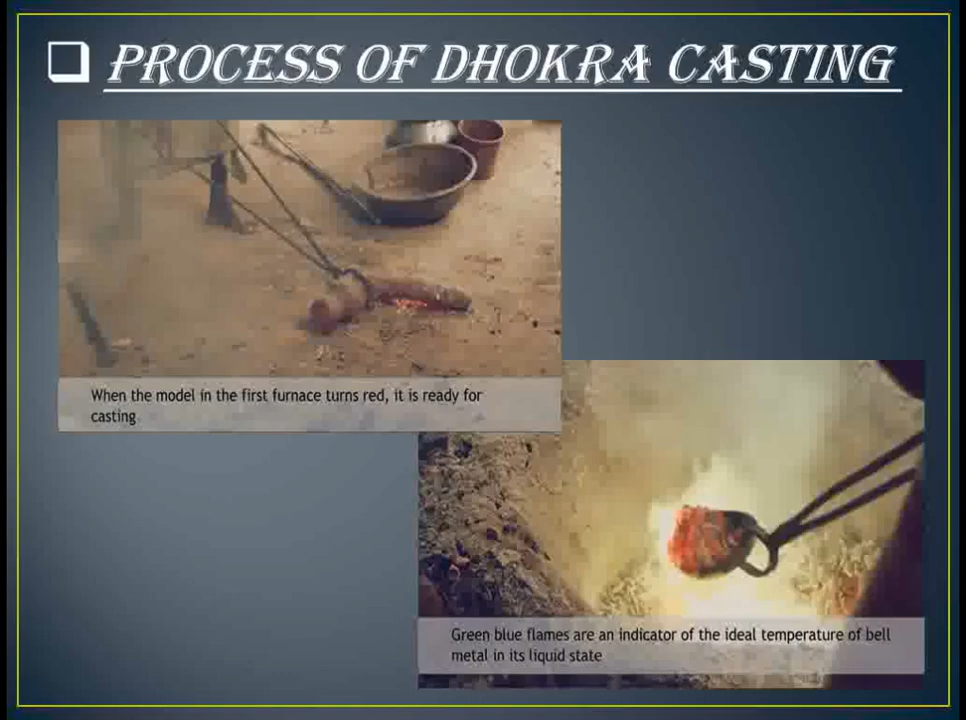 PROCESS OF DHOKRA CASTING
When the model in the first furnace turns red, it is ready for
casting
Green blue flames are an indicator of the ideal temperature of bell
metal in its liquid state